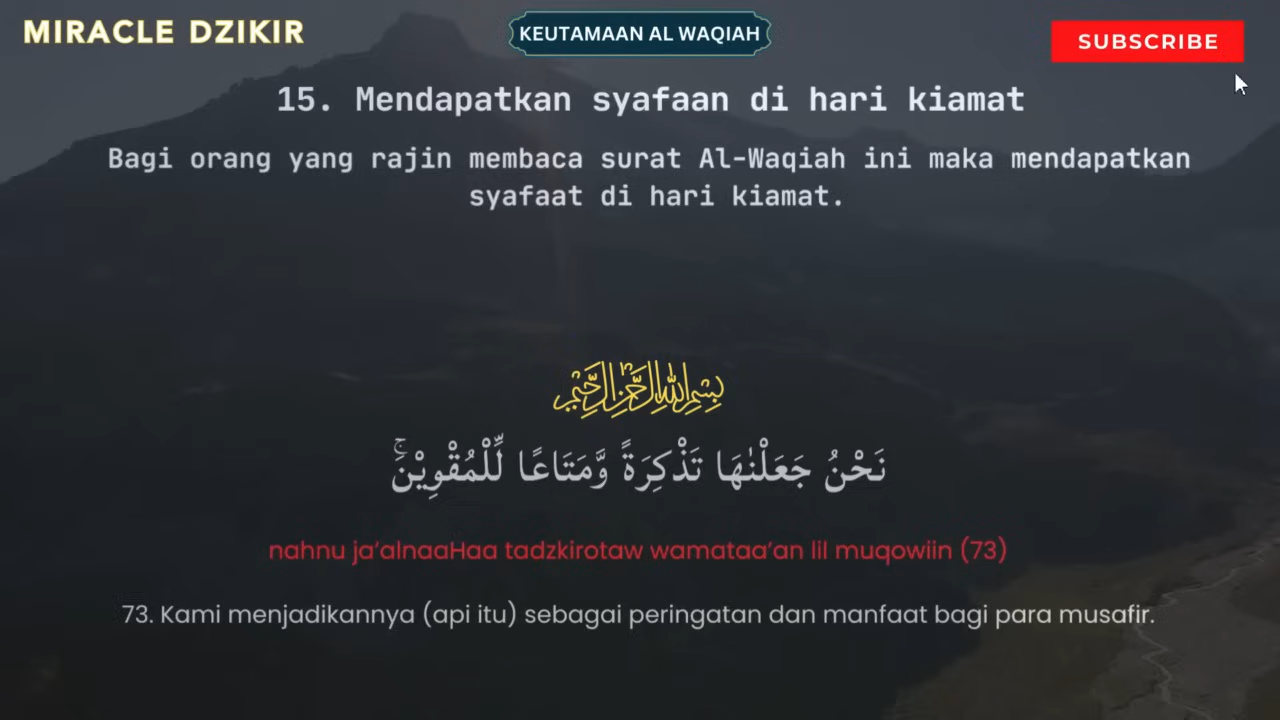 MIRACLE DZIKIR
KEUTAMAAN AL WAQIAH
SUBSCRIBE
15. Mendapatkan syafaan di hari kiamat
Bagi orang yang rajin membaca surat Al-Waqiah ini maka mendapatkan
syafaat di hari kiamat.
بِسْمِ اللهِ الرَّحْمٰنِ الرَّحِيْمِ
نَحْنُ جَعَلْنٰهَا تَذْكِرَةً وَّمَتَاعًا لِّلْمُقْوِيْنَۚ
nahnu ja’alnaaHaa tadzkirotaw wamataa’an lil muqowiin (73)
73. Kami menjadikannya (api itu) sebagai peringatan dan manfaat bagi para musafir.